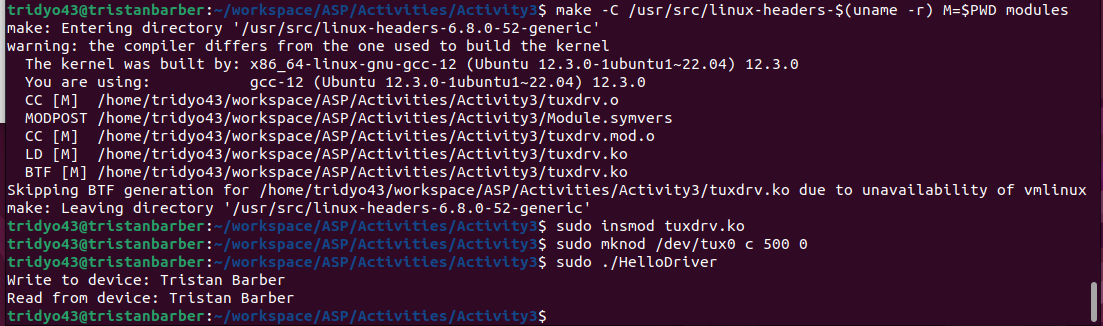 tridyo43@tristanbarber:~/workspace/ASP/Activities/Activity3$ make -C /usr/src/linux-headers-$(uname -r) M=$PWD modules
make: Entering directory '/usr/src/linux-headers-6.8.0-52-generic'
warning: the compiler differs from the one used to build the kernel
  The kernel was built by: x86_64-linux-gnu-gcc-12 (Ubuntu 12.3.0-1ubuntu1~22.04) 12.3.0
  You are using:           gcc-12 (Ubuntu 12.3.0-1ubuntu1~22.04) 12.3.0
  CC [M]  /home/tridyo43/workspace/ASP/Activities/Activity3/tuxdrv.o
  MODPOST /home/tridyo43/workspace/ASP/Activities/Activity3/Module.symvers
  CC [M]  /home/tridyo43/workspace/ASP/Activities/Activity3/tuxdrv.mod.o
  LD [M]  /home/tridyo43/workspace/ASP/Activities/Activity3/tuxdrv.ko
  BTF [M] /home/tridyo43/workspace/ASP/Activities/Activity3/tuxdrv.ko
Skipping BTF generation for /home/tridyo43/workspace/ASP/Activities/Activity3/tuxdrv.ko due to unavailability of vmlinux
make: Leaving directory '/usr/src/linux-headers-6.8.0-52-generic'
tridyo43@tristanbarber:~/workspace/ASP/Activities/Activity3$ sudo insmod tuxdrv.ko
tridyo43@tristanbarber:~/workspace/ASP/Activities/Activity3$ sudo mknod /dev/tux0 c 500 0
tridyo43@tristanbarber:~/workspace/ASP/Activities/Activity3$ sudo ./HelloDriver
Write to device: Tristan Barber
Read from device: Tristan Barber
tridyo43@tristanbarber:~/workspace/ASP/Activities/Activity3$